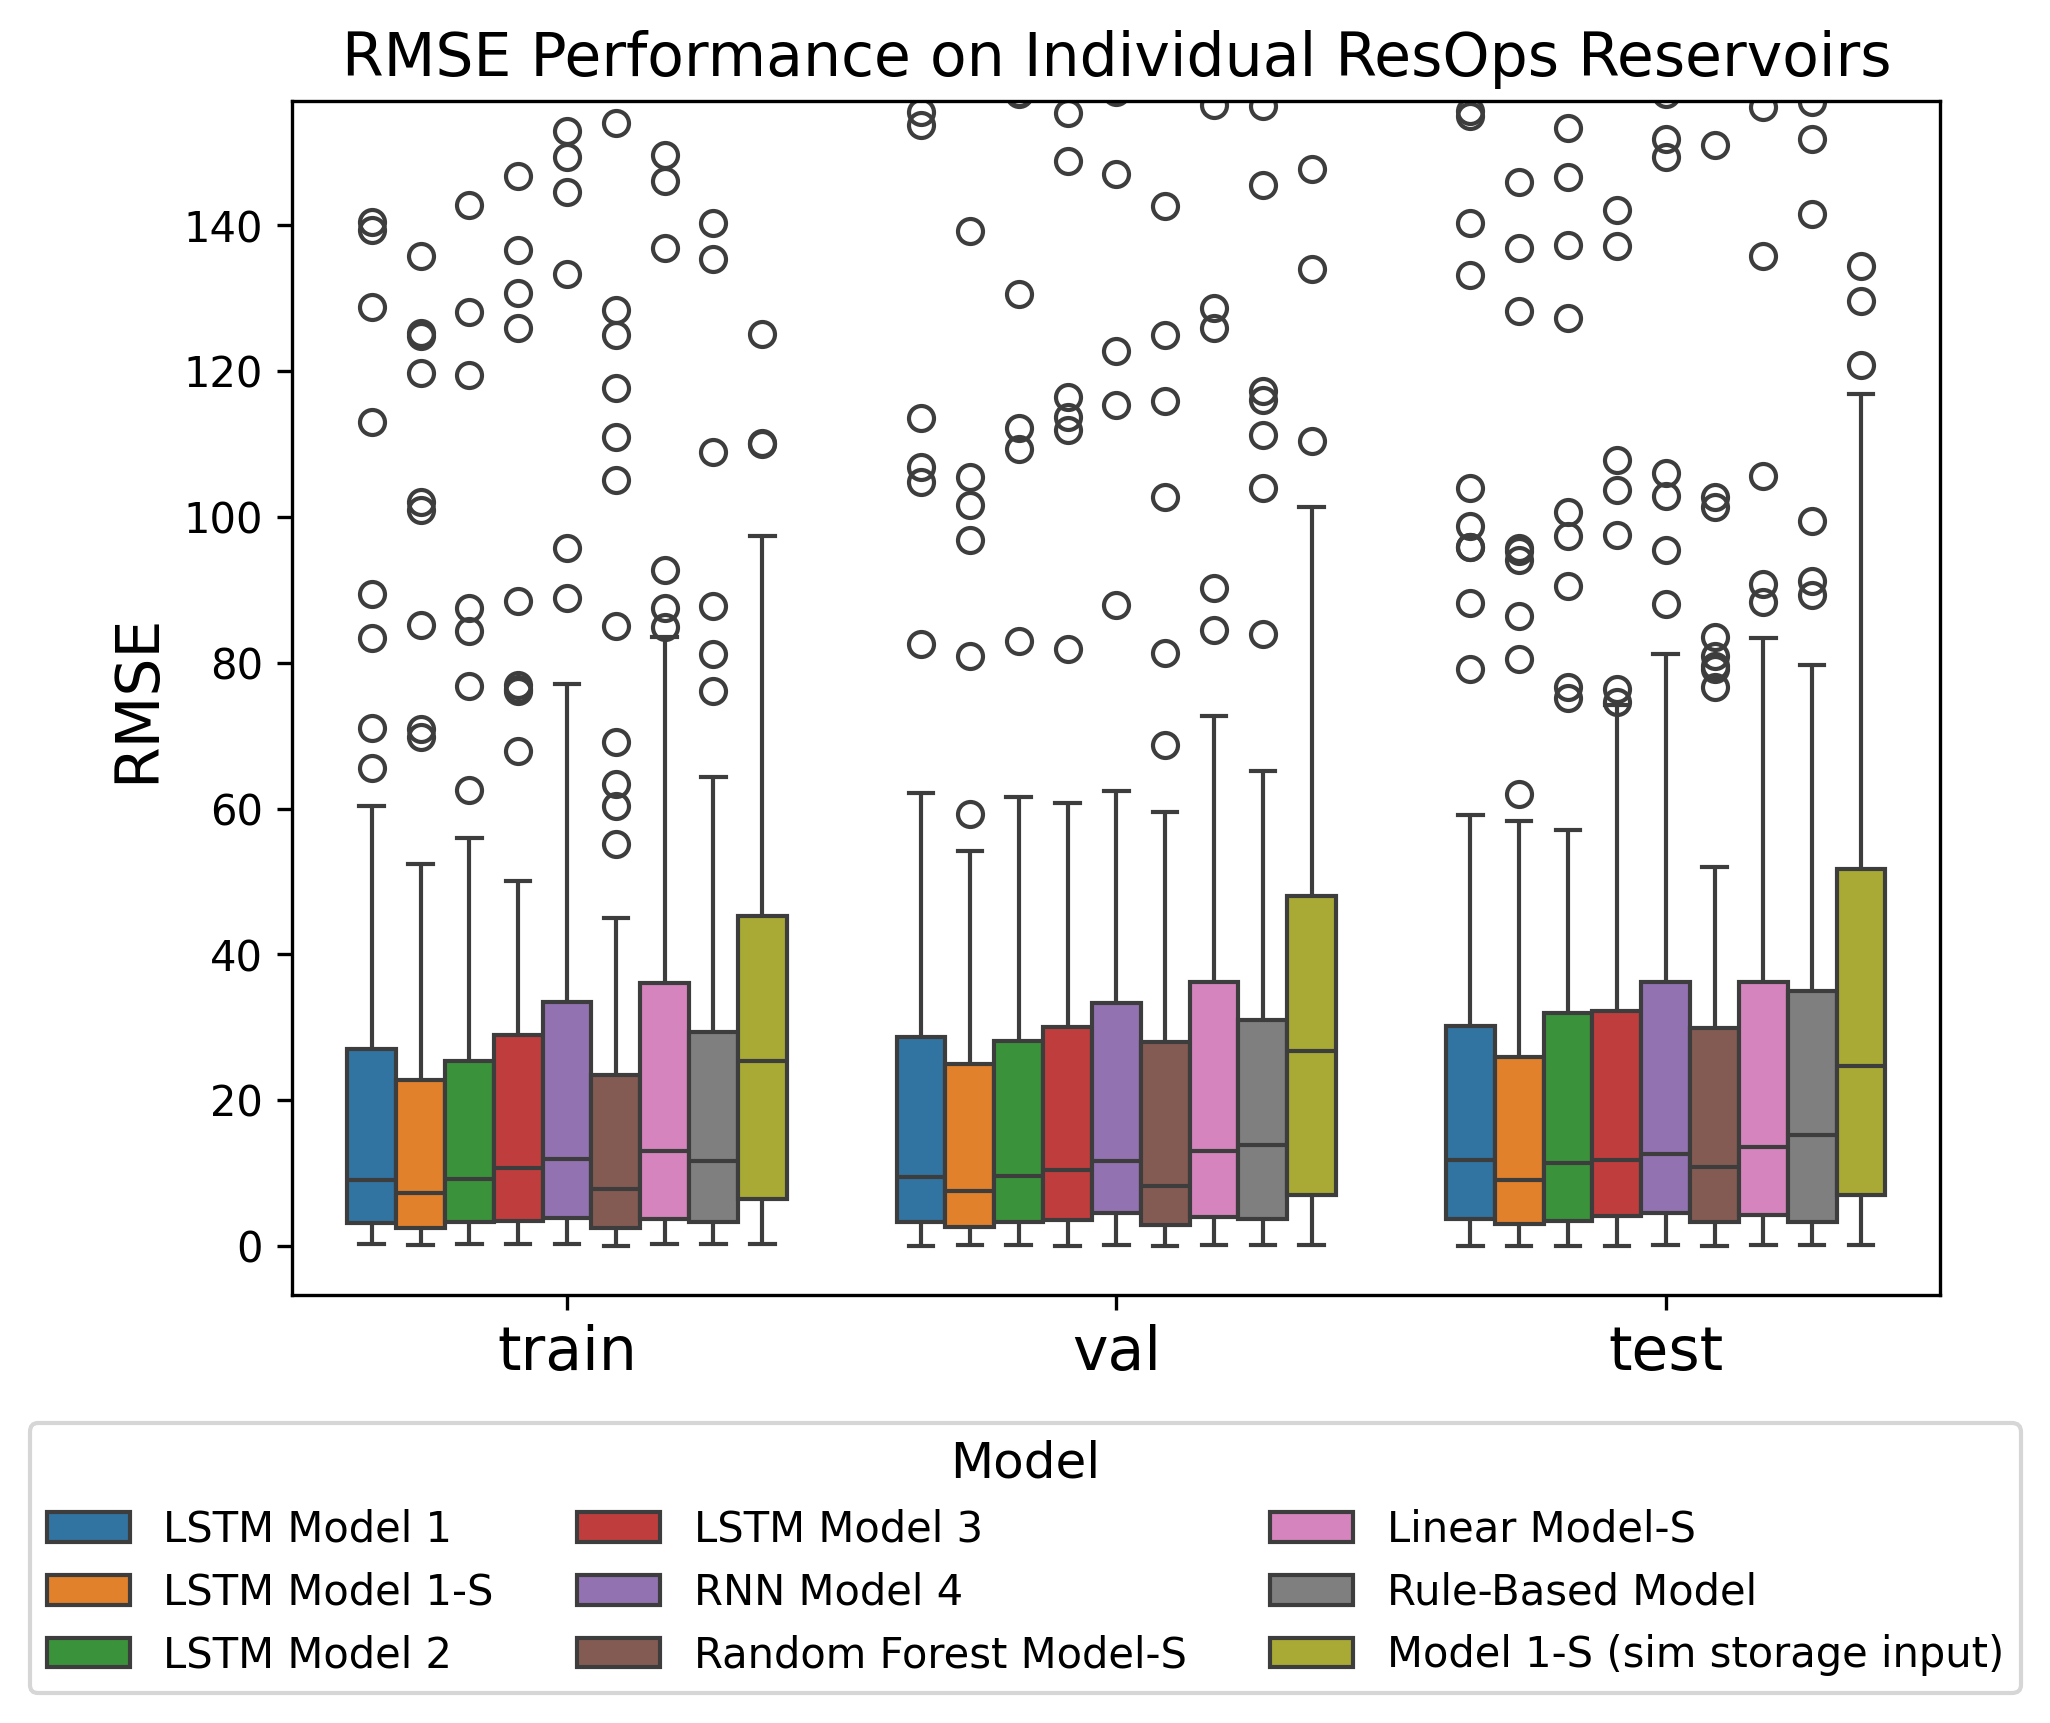 RMSE Performance on Individual ResOps Reservoirs
RMSE
140
120
100
80
60
40
20
0
train val test
Model
LSTM Model 1 LSTM Model 3 Linear Model-S
LSTM Model 1-S RNN Model 4 Rule-Based Model
LSTM Model 2 Random Forest Model-S Model 1-S (sim storage input)